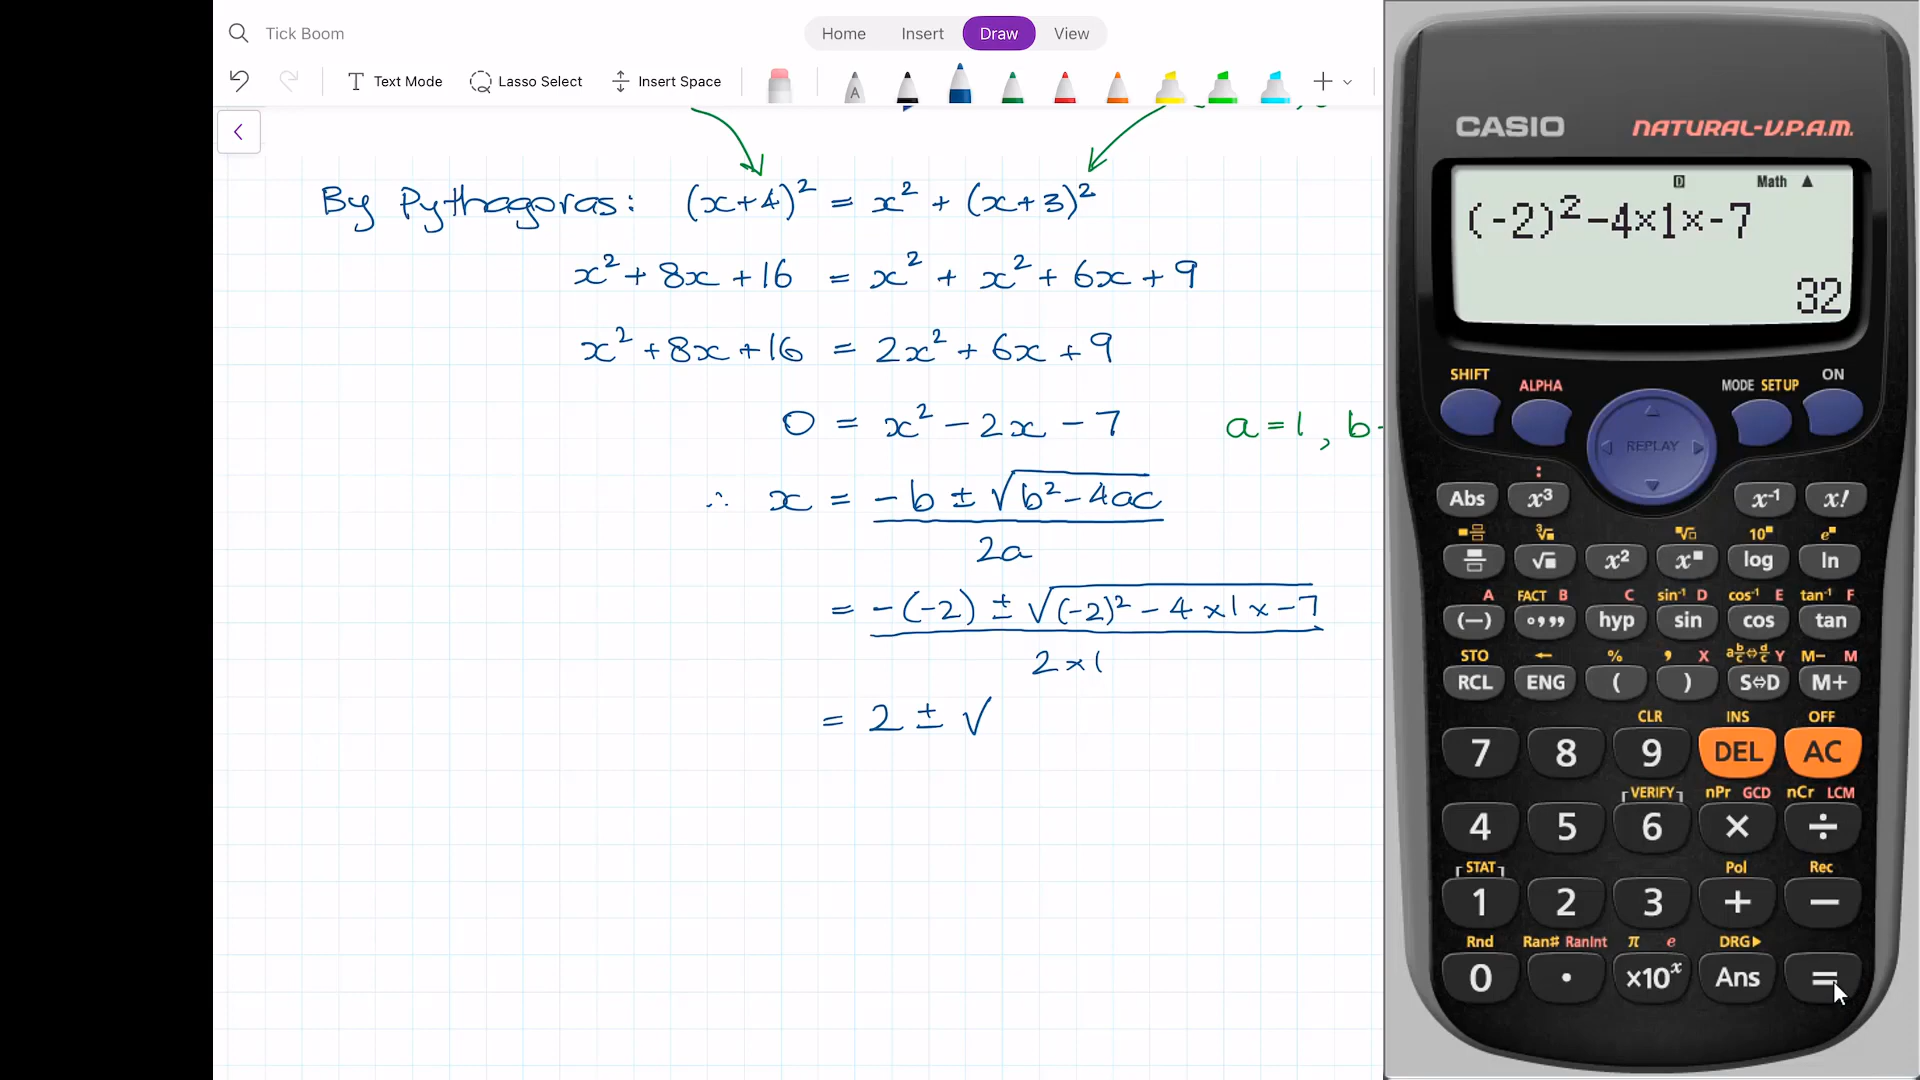 Tick Boom
Home Insert Draw View
Text Mode Lasso Select Insert Space
A
By Pythagoras: (x+4)² = x² + (x+3)²
x² + 8x + 16 = x² + x² + 6x + 9
x² + 8x + 16 = 2x² + 6x + 9
0 = x² - 2x - 7 a = 1, b
∴ x = -b ± √b² - 4ac
2a
= -(-2) ± √(-2)² - 4 x 1 x -7
2 x 1
= 2 ± √
CASIO NATURAL-V.P.A.M.
D Math ▲
(-2)²-4×1×-7
32
SHIFT ALPHA MODE SETUP ON
REPLAY
:
Abs x³ x⁻¹ x!
■ ³√■ ■√ 10■ e■
√■ x² x■ log ln
A FACT B C sin⁻¹ D cos⁻¹ E tan⁻¹ F
(−) °,,, hyp sin cos tan
STO ← % , X a b/c⇔d/c Y M− M
RCL ENG ( ) S⇔D M+
CLR INS OFF
7 8 9 DEL AC
VERIFY nPr GCD nCr LCM
4 5 6 × ÷
STAT Pol Rec
1 2 3 + −
Rnd Ran# RanInt π e DRG▶
0 • ×10ˣ Ans =